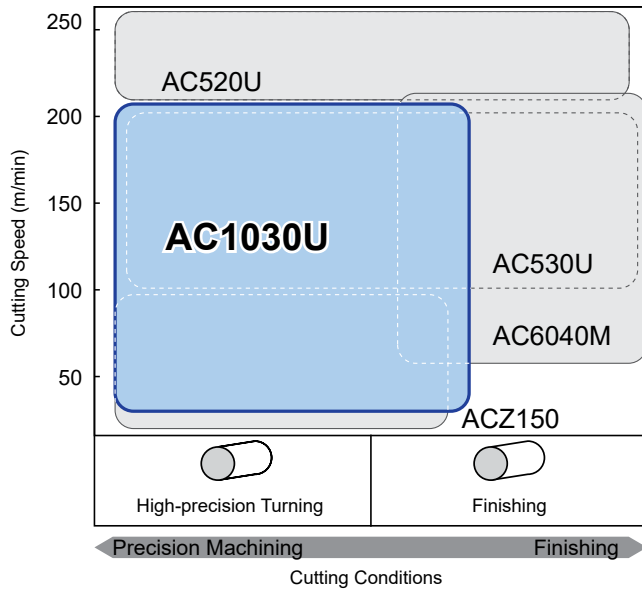 250
AC520U
200
150
AC1030U
AC530U
100
AC6040M
50
ACZ150
Cutting Speed (m/min)
High-precision Turning
Finishing
Precision Machining
Finishing
Cutting Conditions